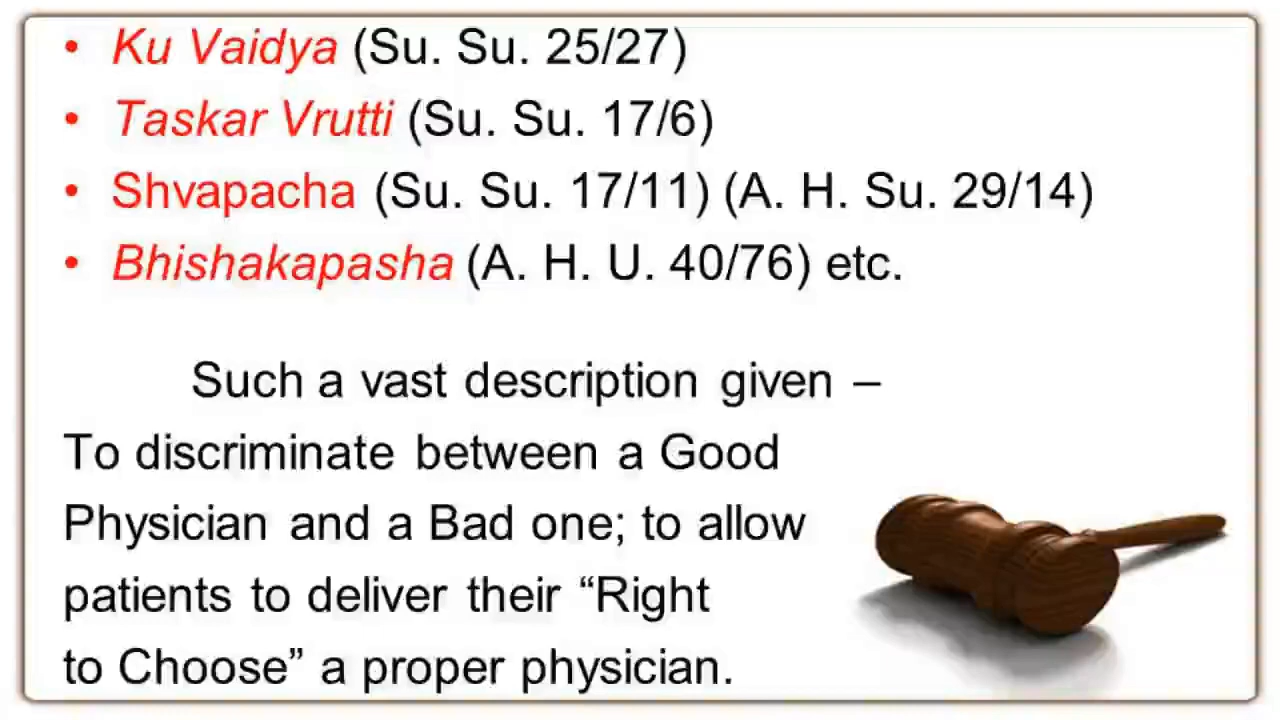 • Ku Vaidya (Su. Su. 25/27)
• Taskar Vrutti (Su. Su. 17/6)
• Shvapacha (Su. Su. 17/11) (A. H. Su. 29/14)
• Bhishakapasha (A. H. U. 40/76) etc.
Such a vast description given –
To discriminate between a Good
Physician and a Bad one; to allow
patients to deliver their “Right
to Choose” a proper physician.